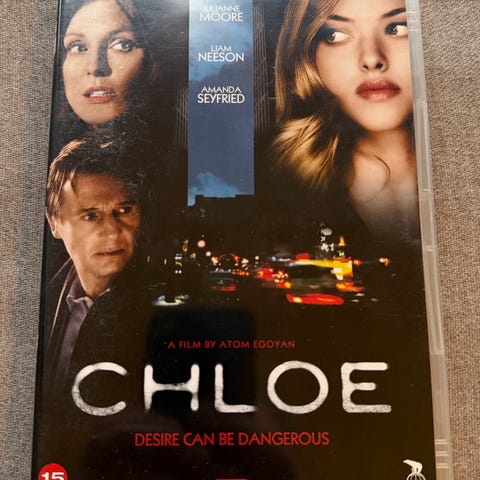 JULIANNE
MOORE
LIAM
NEESON
AMANDA
SEYFRIED
A FILM BY ATOM EGOYAN
CHLOE
DESIRE CAN BE DANGEROUS
15